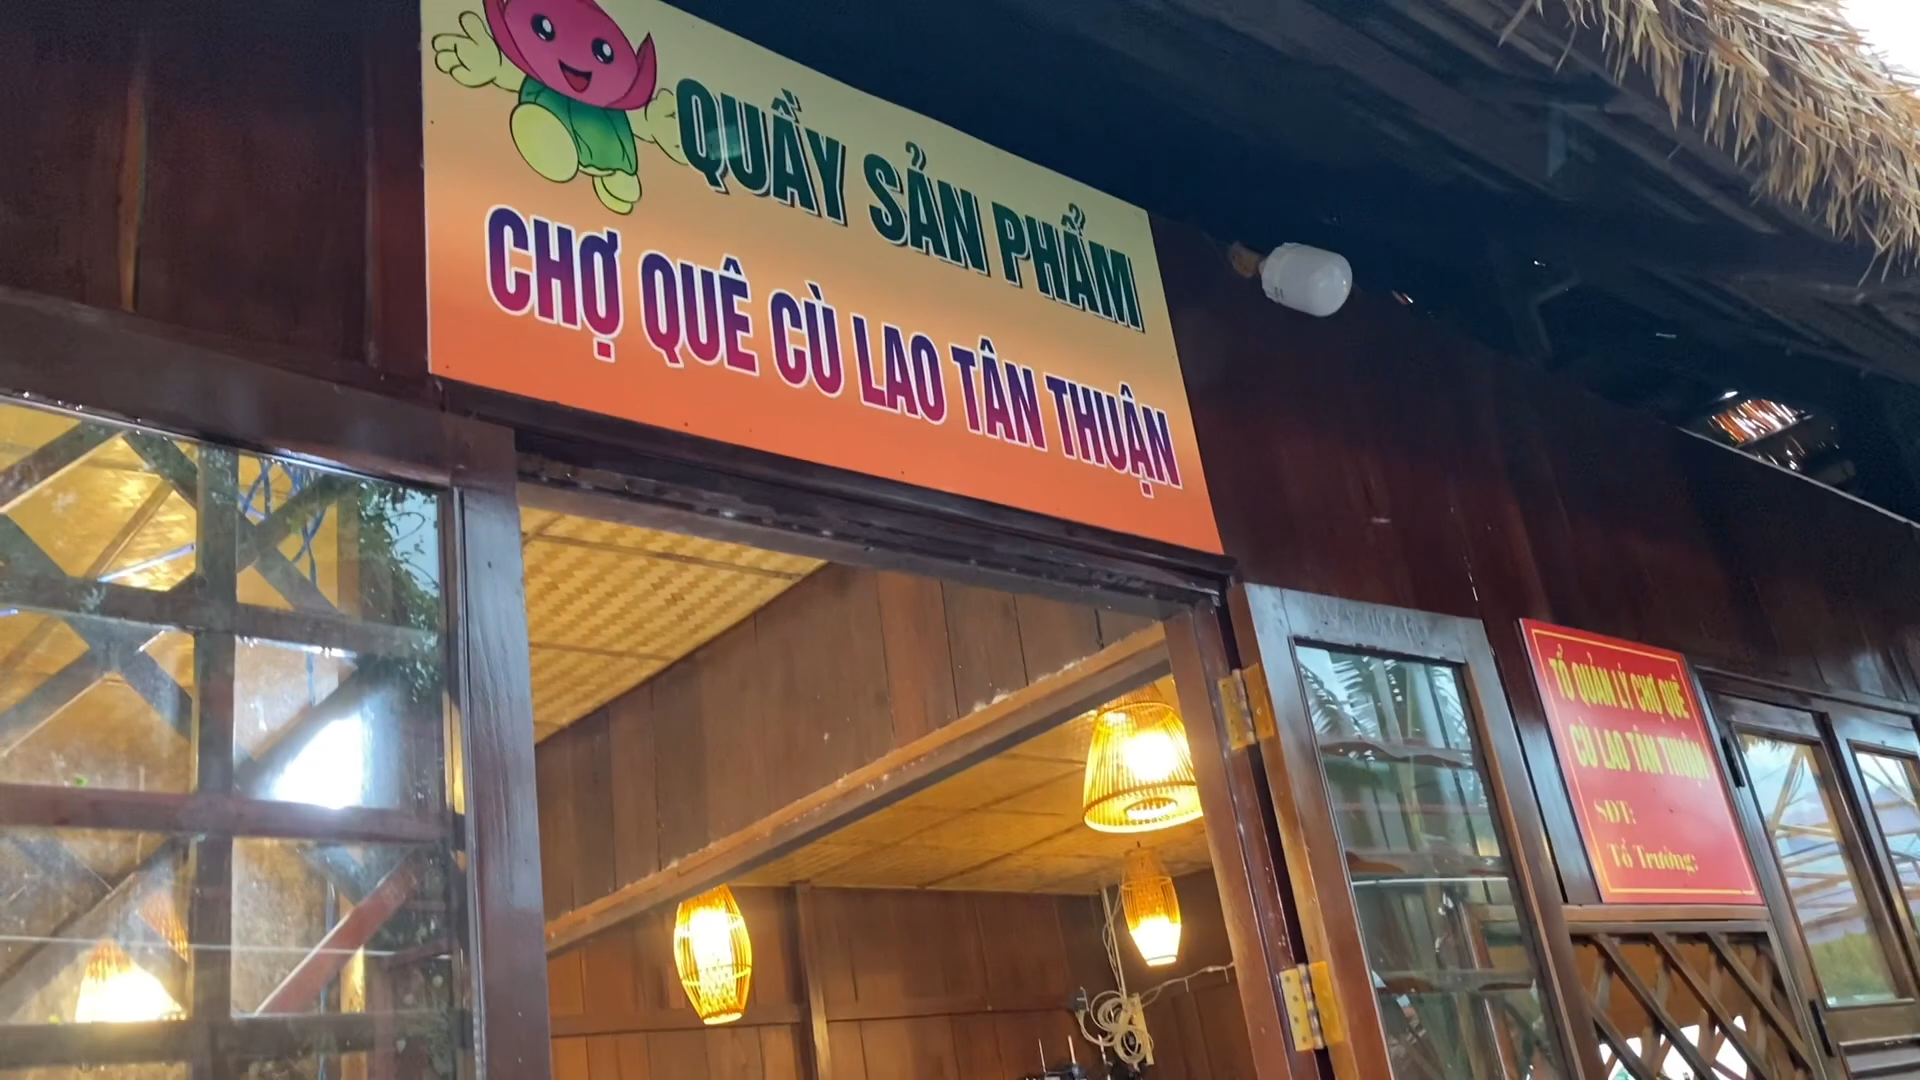 QUẦY SẢN PHẨM
CHỢ QUÊ CÙ LAO TÂN THUẬN
TỔ QUẢN LÝ CHỢ QUÊ
CÙ LAO TÂN THUẬN
SĐT:
Tổ Trưởng: